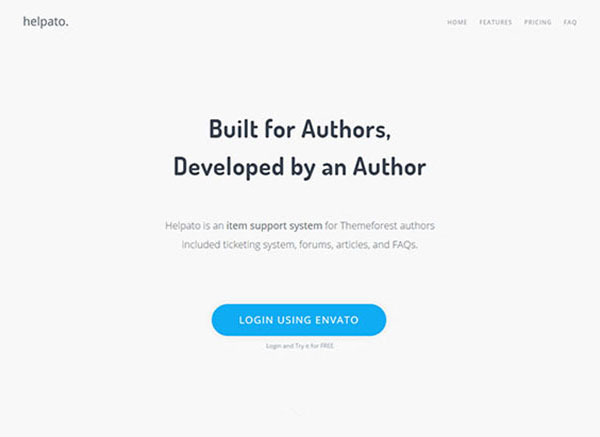 helpato.
HOME FEATURES PRICING FAQ
Built for Authors,
Developed by an Author
Helpato is an item support system for Themeforest authors
included ticketing system, forums, articles, and FAQs.
LOGIN USING ENVATO
Login and Try it for FREE.